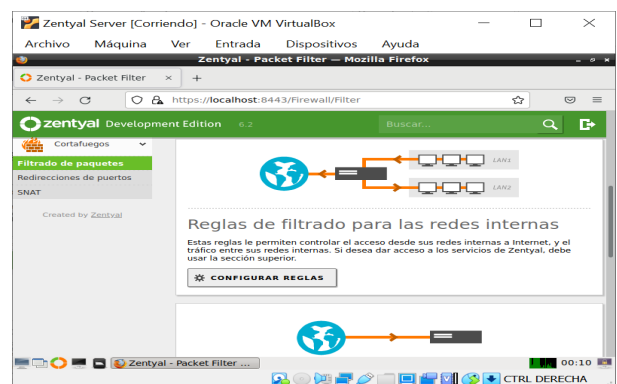 Zentyal Server [Corriendo] - Oracle VM VirtualBox
Archivo Máquina Ver Entrada Dispositivos Ayuda
Zentyal - Packet Filter — Mozilla Firefox
Zentyal - Packet Filter
https://localhost:8443/Firewall/Filter
zentyal Development Edition 6.2 Buscar...
Cortafuegos
Filtrado de paquetes
Redirecciones de puertos
SNAT
Created by Zentyal
LAN1
LAN2
Reglas de filtrado para las redes internas
Estas reglas le permiten controlar el acceso desde sus redes internas a Internet, y el
tráfico entre sus redes internas. Si desea dar acceso a los servicios de Zentyal, debe
usar la sección superior.
CONFIGURAR REGLAS
Zentyal - Packet Filter ...
00:10
CTRL DERECHA